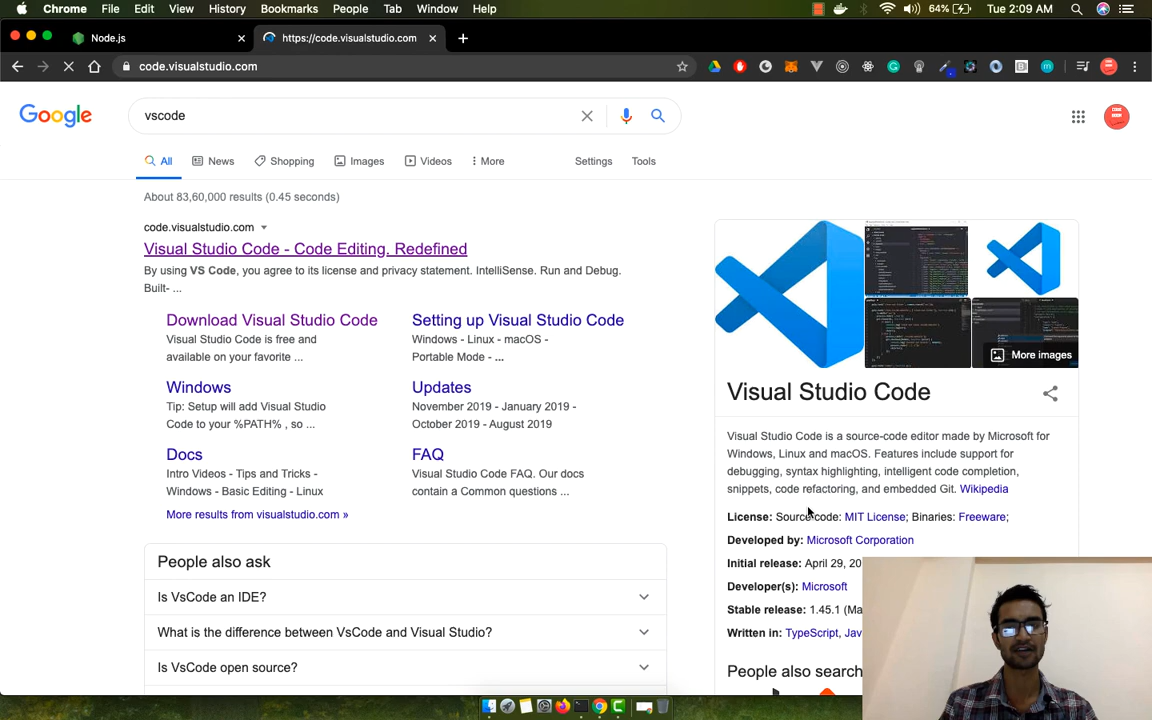 Chrome File Edit View History Bookmarks People Tab Window Help 64% Tue 2:09 AM
Node.js https://code.visualstudio.com
code.visualstudio.com
Google vscode
All News Shopping Images Videos More Settings Tools
About 83,60,000 results (0.45 seconds)
code.visualstudio.com
Visual Studio Code - Code Editing. Redefined
By using VS Code, you agree to its license and privacy statement. IntelliSense. Run and Debug.
Built- ...
Download Visual Studio Code
Visual Studio Code is free and
available on your favorite ...
Setting up Visual Studio Code
Windows - Linux - macOS -
Portable Mode - ...
Windows
Tip: Setup will add Visual Studio
Code to your %PATH% , so ...
Updates
November 2019 - January 2019 -
October 2019 - August 2019
Docs
Intro Videos - Tips and Tricks -
Windows - Basic Editing - Linux
FAQ
Visual Studio Code FAQ. Our docs
contain a Common questions ...
More results from visualstudio.com »
People also ask
Is VsCode an IDE?
What is the difference between VsCode and Visual Studio?
Is VsCode open source?
More images
Visual Studio Code
Visual Studio Code is a source-code editor made by Microsoft for
Windows, Linux and macOS. Features include support for
debugging, syntax highlighting, intelligent code completion,
snippets, code refactoring, and embedded Git. Wikipedia
License: Source code: MIT License; Binaries: Freeware;
Developed by: Microsoft Corporation
Initial release: April 29, 20
Developer(s): Microsoft
Stable release: 1.45.1 (Ma
Written in: TypeScript, Jav
People also search